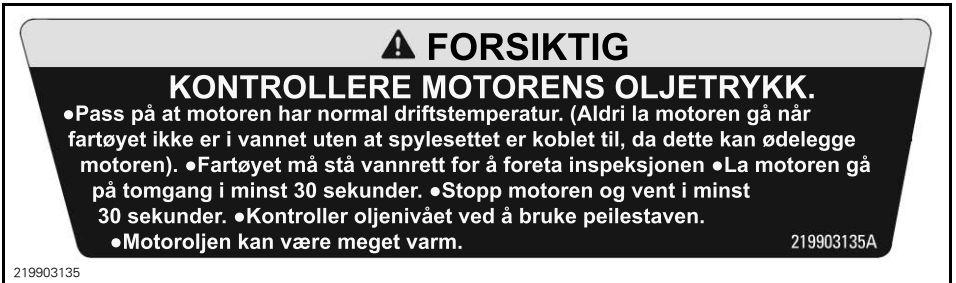 ⚠ FORSIKTIG
KONTROLLERE MOTORENS OLJETRYKK.
●Pass på at motoren har normal driftstemperatur. (Aldri la motoren gå når
fartøyet ikke er i vannet uten at spylesettet er koblet til, da dette kan ødelegge
motoren). ●Fartøyet må stå vannrett for å foreta inspeksjonen ●La motoren gå
på tomgang i minst 30 sekunder. ●Stopp motoren og vent i minst
30 sekunder. ●Kontroller oljenivået ved å bruke peilestaven.
●Motoroljen kan være meget varm.
219903135A
219903135